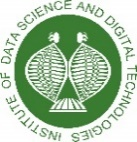 INSTITUTE OF DATA SCIENCE AND DIGITAL TECHNOLOGIES